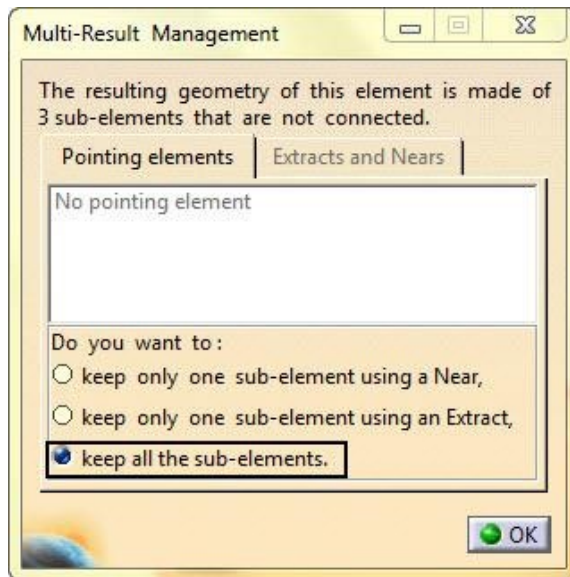 Multi-Result Management
The resulting geometry of this element is made of
3 sub-elements that are not connected.
Pointing elements
Extracts and Nears
No pointing element
Do you want to:
keep only one sub-element using a Near,
keep only one sub-element using an Extract,
keep all the sub-elements.
OK